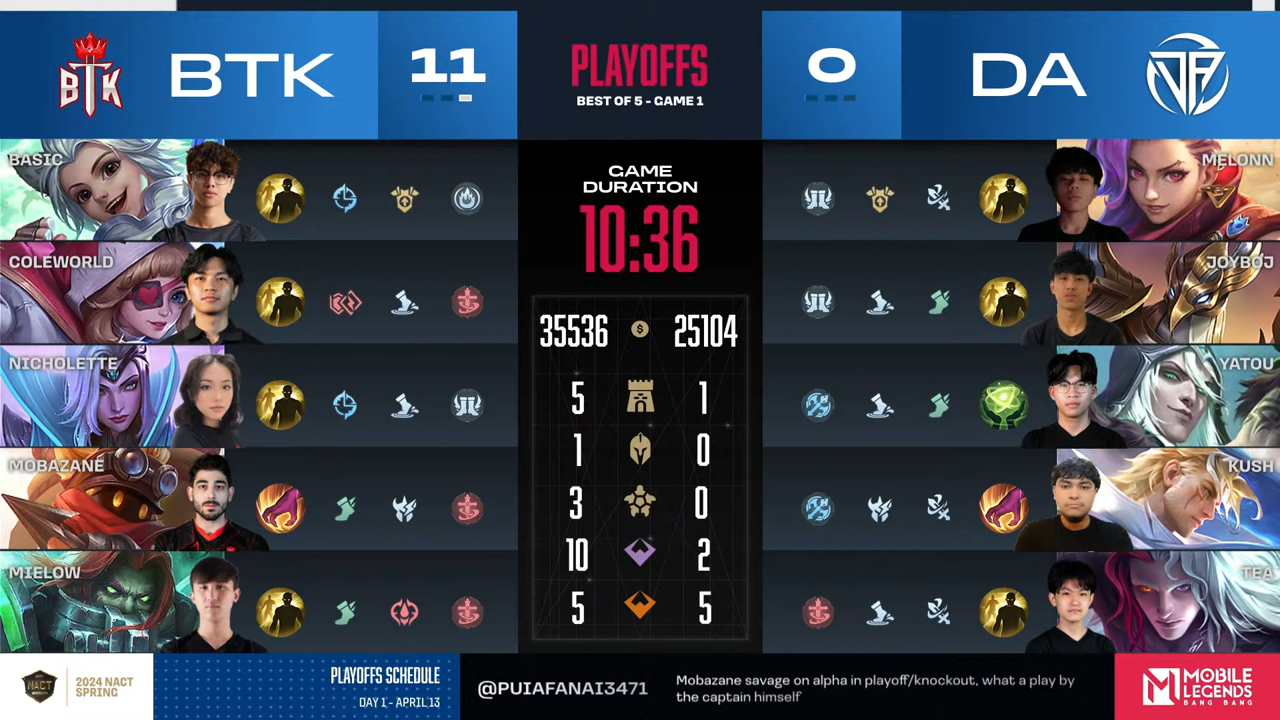 BTK
BTK
11
PLAYOFFS
BEST OF 5 - GAME 1
0
DA
BASIC
COLEWORLD
NICHOLETTE
MOBAZANE
MIELOW
GAME
DURATION
10:36
35536 25104
5 1
1 0
3 0
10 2
5 5
MELONN
JOYBOJ
YATOU
KUSH
TEA
NACT
2024 NACT
SPRING
PLAYOFFS SCHEDULE
DAY 1 - APRIL 13
@PUIAFANAI3471
Mobazane savage on alpha in playoff/knockout, what a play by
the captain himself
MOBILE
LEGENDS
BANG BANG